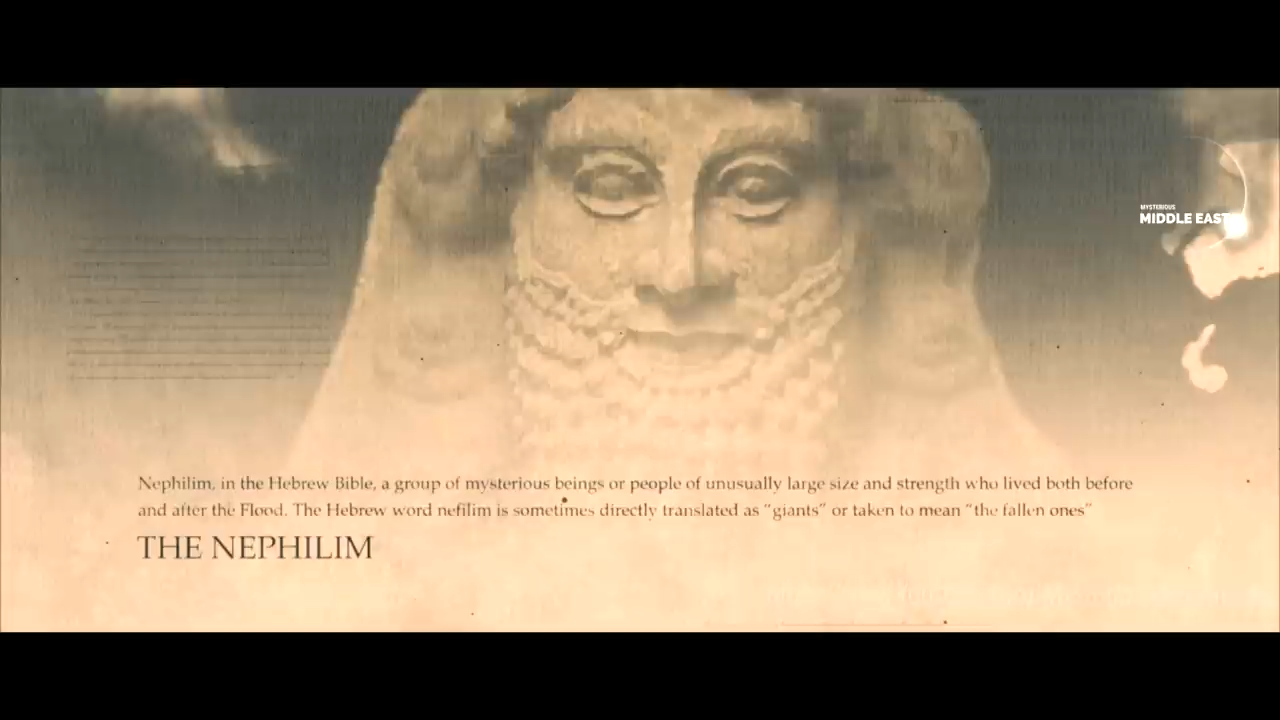 MYSTERIOUS
MIDDLE EAST
Nephilim, in the Hebrew Bible, a group of mysterious beings or people of unusually large size and strength who lived both before
and after the Flood. The Hebrew word nefilim is sometimes directly translated as “giants” or taken to mean “the fallen ones”
THE NEPHILIM